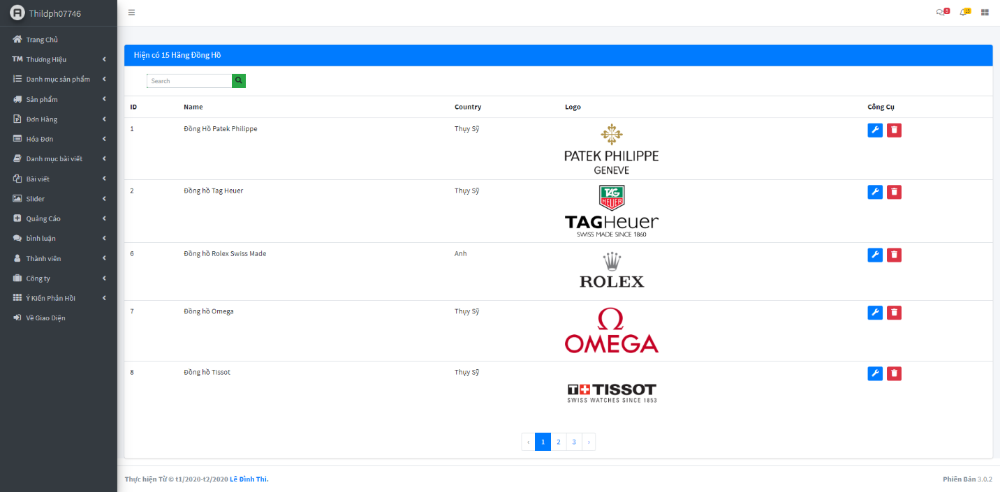 Thildph07746
3
15
Trang Chủ
TM Thương Hiệu
Danh mục sản phẩm
Sản phẩm
Đơn Hàng
Hóa Đơn
Danh mục bài viết
Bài viết
Slider
Quảng Cáo
bình luận
Thành viên
Công ty
Ý Kiến Phản Hồi
Về Giao Diện
Hiện có 15 Hãng Đồng Hồ
Search
ID Name Country Logo Công Cụ
1 Đồng Hồ Patek Philippe Thụy Sỹ
PATEK PHILIPPE
GENEVE
2 Đồng hồ Tag Heuer Thụy Sỹ
TAG
HEUER
TAGHeuer
SWISS MADE SINCE 1860
6 Đồng hồ Rolex Swiss Made Anh
ROLEX
7 Đồng hồ Omega Thụy Sỹ
Ω
OMEGA
8 Đồng hồ Tissot Thụy Sỹ
T+TISSOT
SWISS WATCHES SINCE 1853
‹ 1 2 3 ›
Thực hiện Từ © t1/2020-t2/2020 Lê Đình Thi.
Phiên Bản 3.0.2